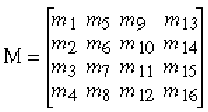 M = [m₁ m₅ m₉ m₁₃
m₂ m₆ m₁₀ m₁₄
m₃ m₇ m₁₁ m₁₅
m₄ m₈ m₁₂ m₁₆]